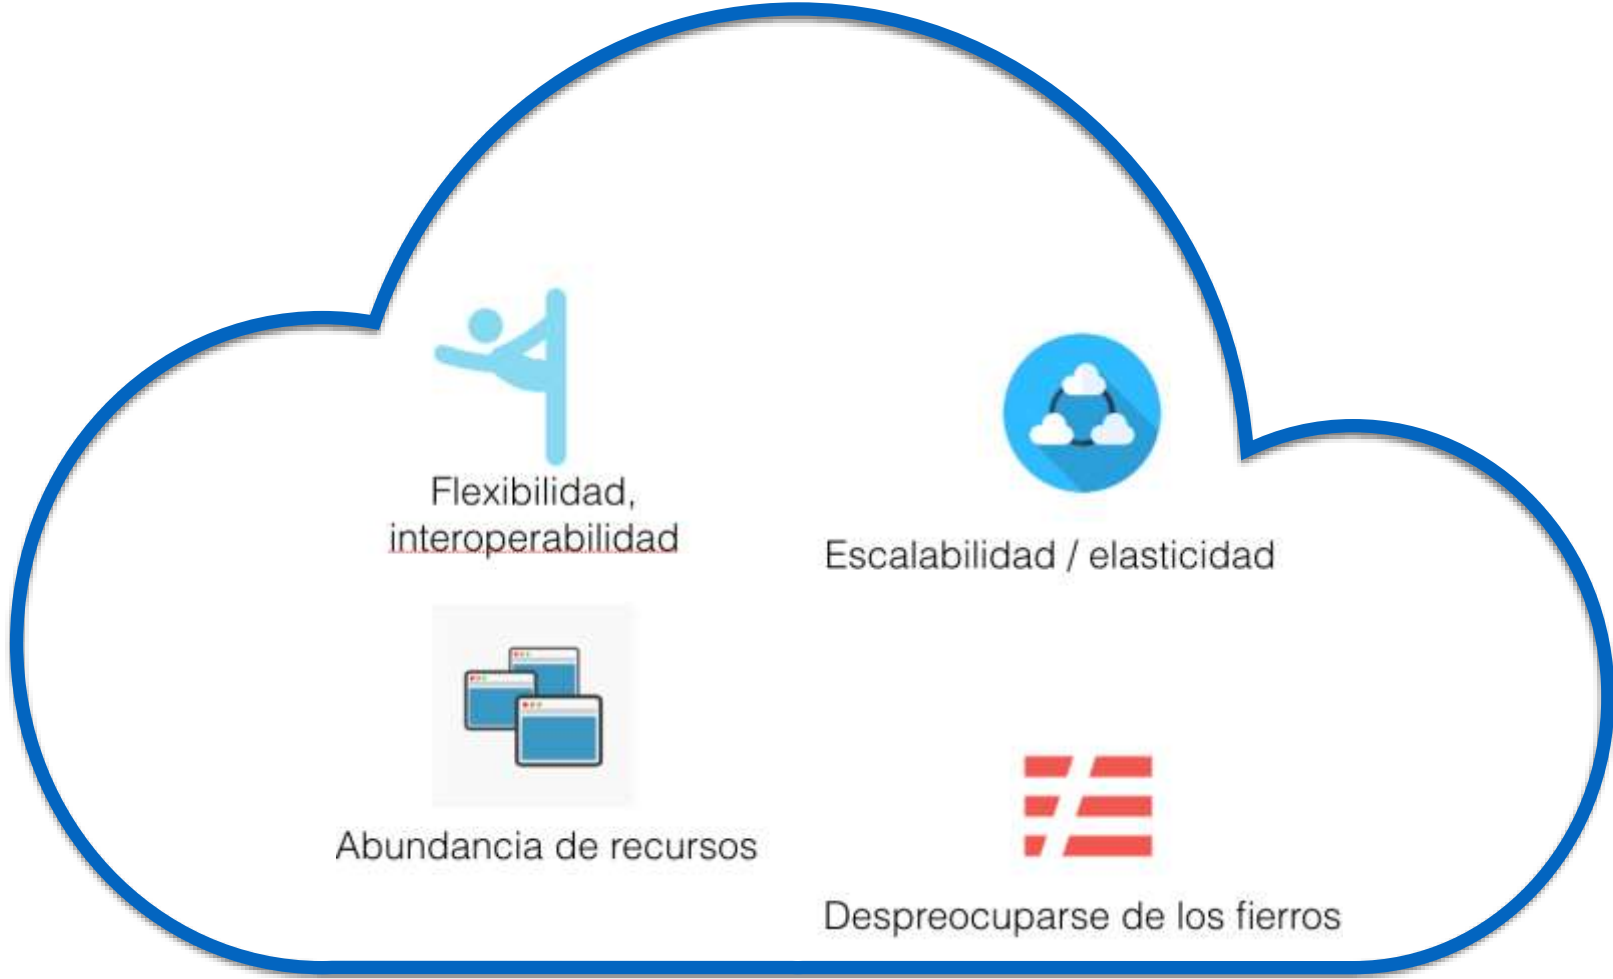 Flexibilidad,
interoperabilidad
Escalabilidad / elasticidad
Abundancia de recursos
Despreocuparse de los fierros